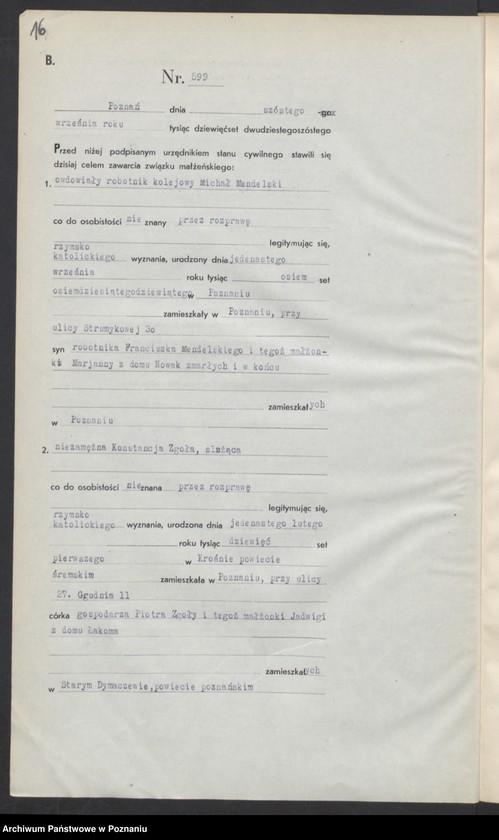 16
B.
Nr. 599
Poznań dnia szóstego
września roku tysiąc dziewięćset dwudziestegoszóstego
Przed niżej podpisanym urzędnikiem stanu cywilnego stawili się
dzisiaj celem zawarcia związku małżeńskiego:
1. owdowiały robotnik kolejowy Michał Mendelski
co do osobistości nie znany przez rozprawę
legitymując się,
rzymsko
katolickiego wyznania, urodzony dnia jedenastego
września roku tysiąc osiem set
osiemdziesiątegodziewiątego w Poznaniu
zamieszkały w Poznaniu, przy
ulicy Strumykowej 30
syn robotnika Franciszka Mendelskiego i tegoż małżon-
ki Marjanny z domu Nowak zmarłych i w końcu
zamieszkałych
w Poznaniu
2. niezamężna Konstancja Zgoła, służąca
co do osobistości nieznana przez rozprawę
legitymując się,
rzymsko
katolickiego wyznania, urodzona dnia jedenastego lutego
roku tysiąc dziewięć set
pierwszego w Krośnie powiecie
śremskim zamieszkała w Poznaniu, przy ulicy
27. Grudnia 11
córka gospodarza Piotra Zgoły i tegoż małżonki Jadwigi
z domu Łakoma
zamieszkałych
w Starym Dymaczewie, powiecie poznańskim
Archiwum Państwowe w Poznaniu